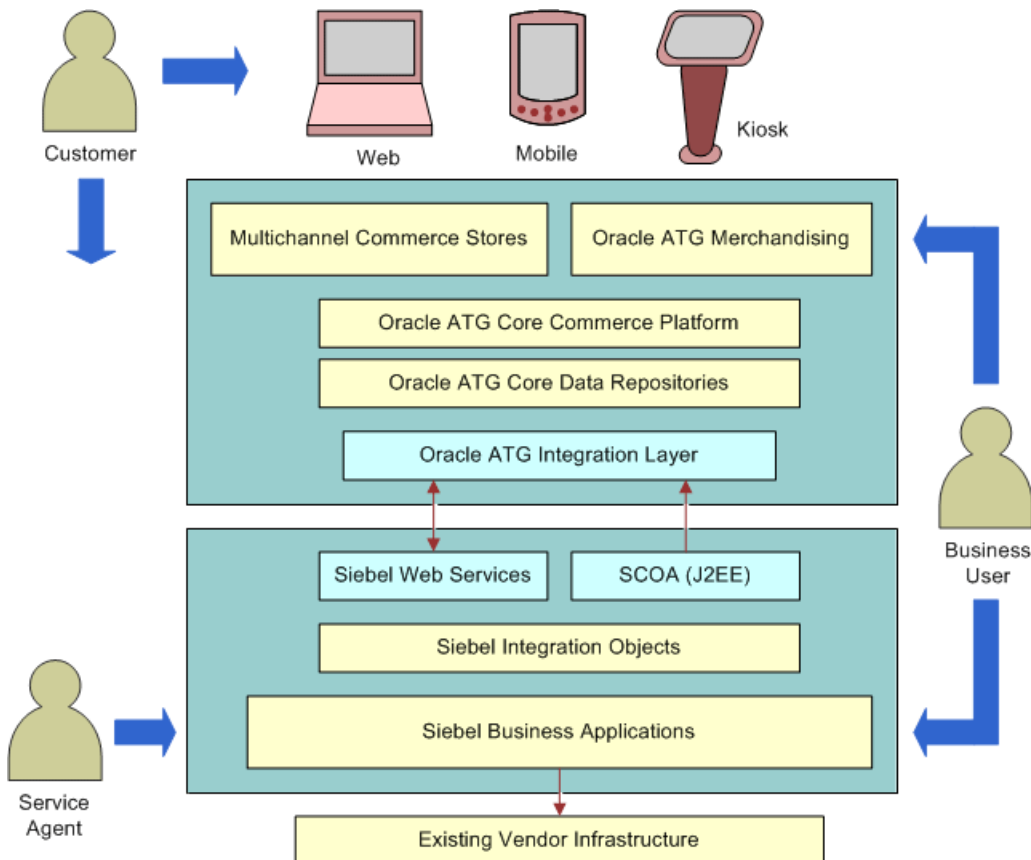 Customer
Web
Mobile
Kiosk
Multichannel Commerce Stores
Oracle ATG Merchandising
Oracle ATG Core Commerce Platform
Oracle ATG Core Data Repositories
Oracle ATG Integration Layer
Business
User
Siebel Web Services
SCOA (J2EE)
Siebel Integration Objects
Siebel Business Applications
Service
Agent
Existing Vendor Infrastructure